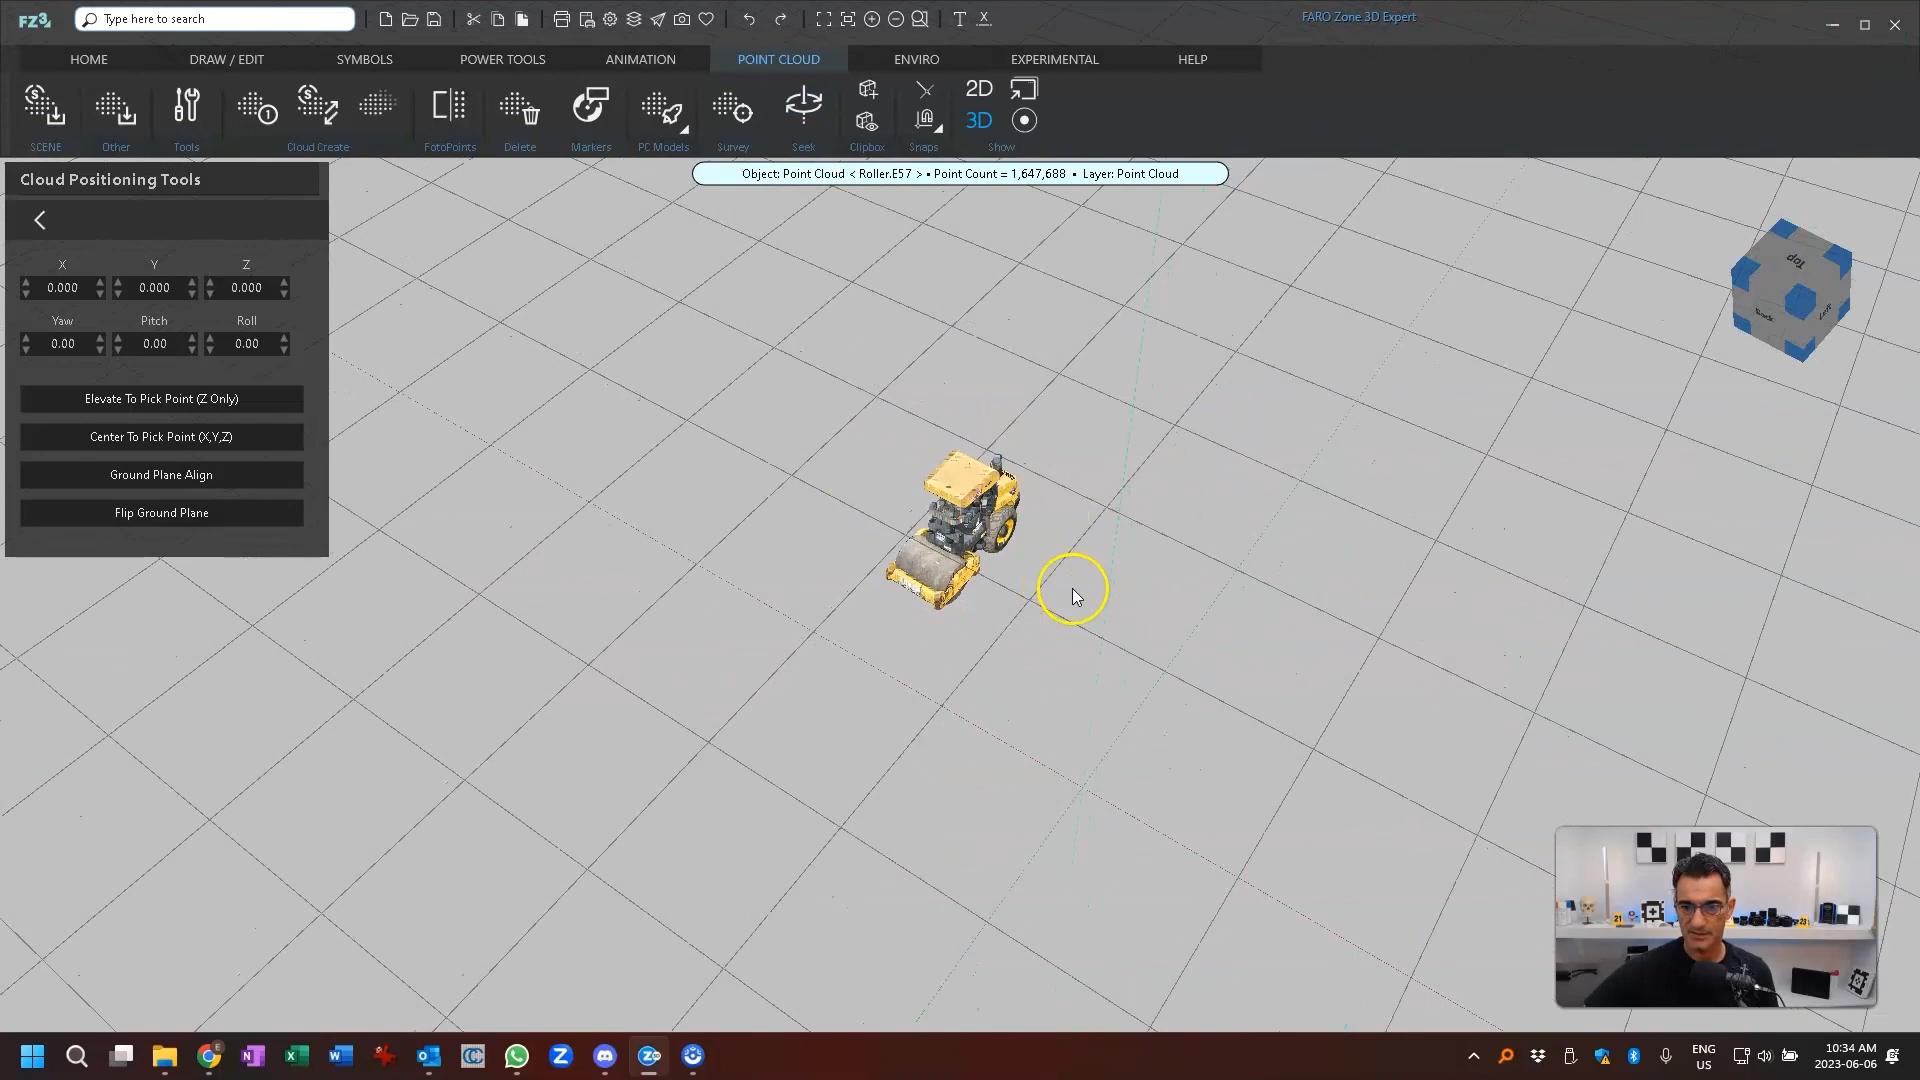 FZ3
Type here to search
FARO Zone 3D Expert
HOME
DRAW / EDIT
SYMBOLS
POWER TOOLS
ANIMATION
POINT CLOUD
ENVIRO
EXPERIMENTAL
HELP
2D
3D
SCENE
Other
Tools
Cloud Create
FotoPoints
Delete
Markers
PC Models
Survey
Seek
Clipbox
Snaps
Show
Object: Point Cloud < Roller.E57 > • Point Count = 1,647,688 • Layer: Point Cloud
Cloud Positioning Tools
X Y Z
0.000 0.000 0.000
Yaw Pitch Roll
0.00 0.00 0.00
Elevate To Pick Point (Z Only)
Center To Pick Point (X,Y,Z)
Ground Plane Align
Flip Ground Plane
Top
Back
Left
21
23
ENG
US
10:34 AM
2023-06-06